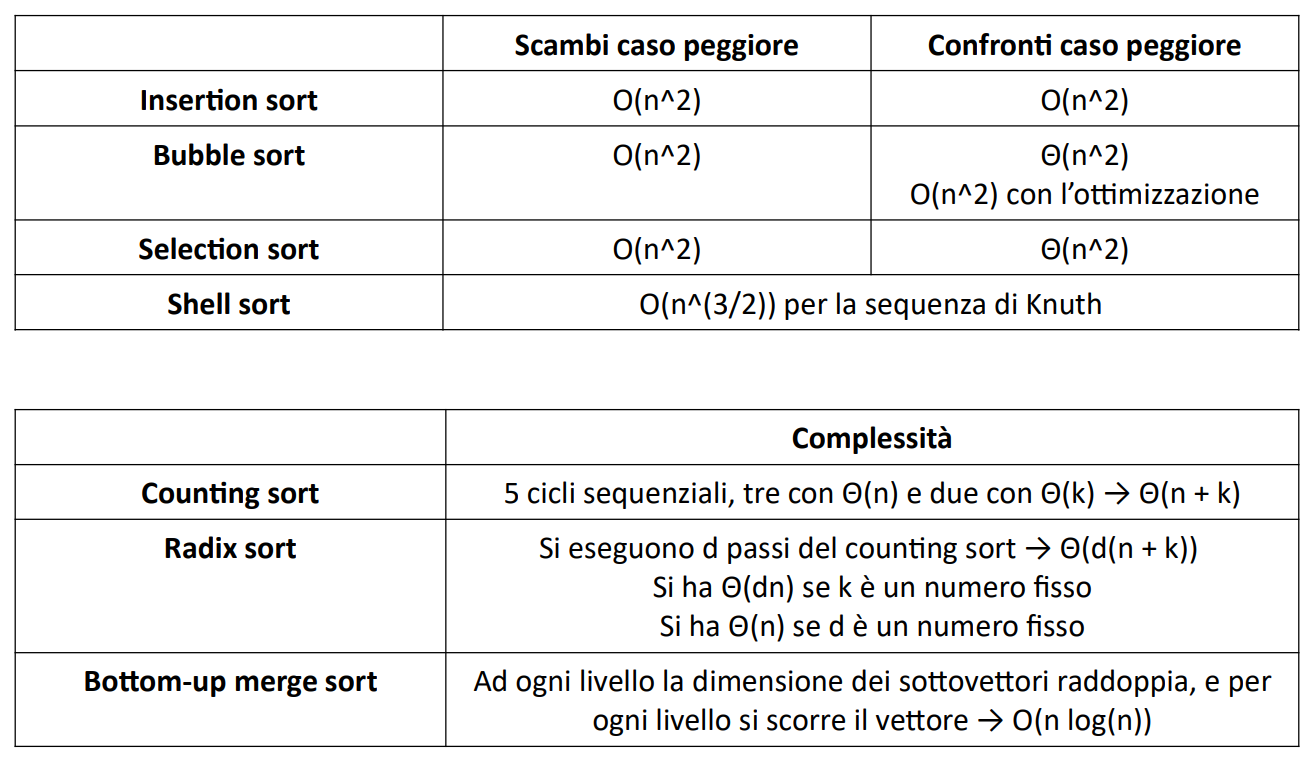 Scambi caso peggiore Confronti caso peggiore
Insertion sort O(n^2) O(n^2)
Bubble sort O(n^2) Θ(n^2)
O(n^2) con l’ottimizzazione
Selection sort O(n^2) Θ(n^2)
Shell sort O(n^(3/2)) per la sequenza di Knuth
Complessità
Counting sort 5 cicli sequenziali, tre con Θ(n) e due con Θ(k) → Θ(n + k)
Radix sort Si eseguono d passi del counting sort → Θ(d(n + k))
Si ha Θ(dn) se k è un numero fisso
Si ha Θ(n) se d è un numero fisso
Bottom-up merge sort Ad ogni livello la dimensione dei sottovettori raddoppia, e per
ogni livello si scorre il vettore → O(n log(n))